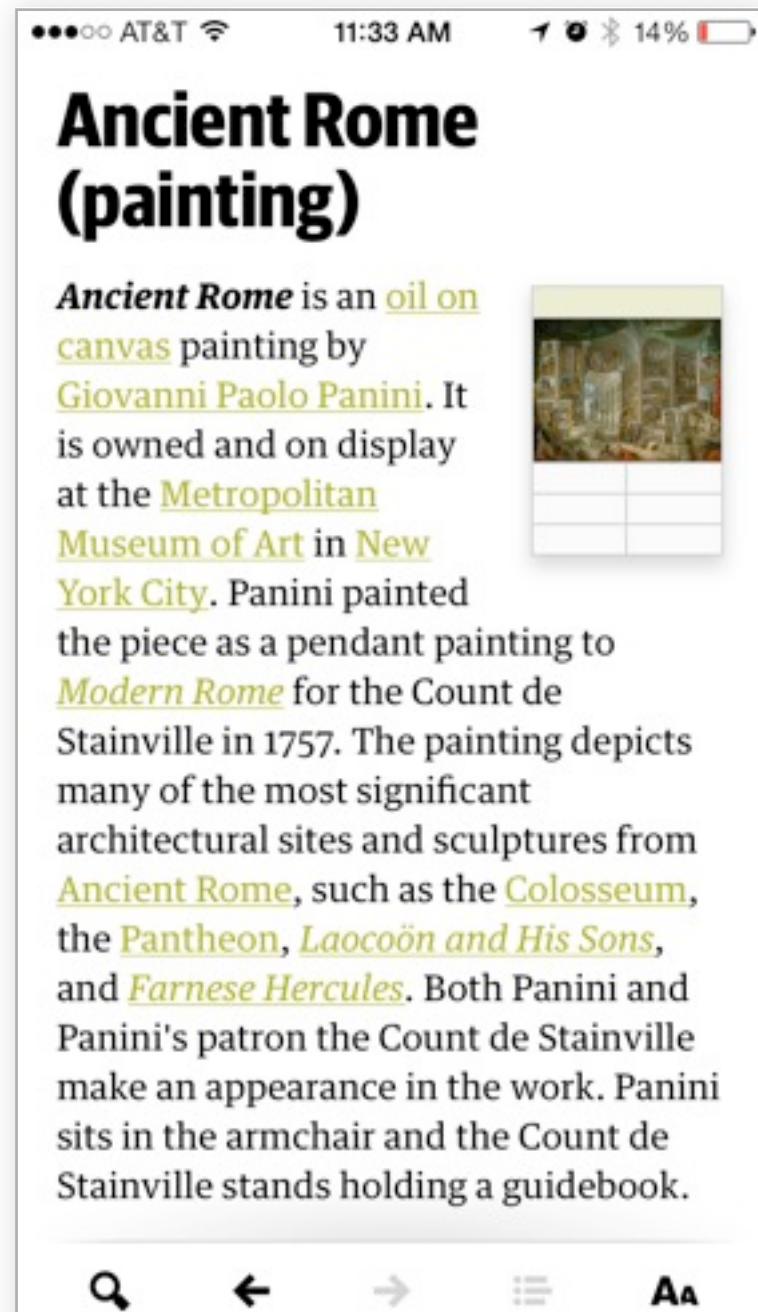 AT&T 11:33 AM 14%
Ancient Rome
(painting)
Ancient Rome is an oil on
canvas painting by
Giovanni Paolo Panini. It
is owned and on display
at the Metropolitan
Museum of Art in New
York City. Panini painted
the piece as a pendant painting to
Modern Rome for the Count de
Stainville in 1757. The painting depicts
many of the most significant
architectural sites and sculptures from
Ancient Rome, such as the Colosseum,
the Pantheon, Laocoön and His Sons,
and Farnese Hercules. Both Panini and
Panini's patron the Count de Stainville
make an appearance in the work. Panini
sits in the armchair and the Count de
Stainville stands holding a guidebook.
AA